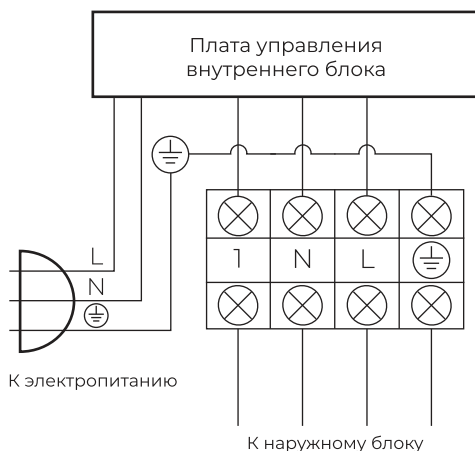 Плата управления
внутреннего блока
L
N
1 N L
К электропитанию
К наружному блоку